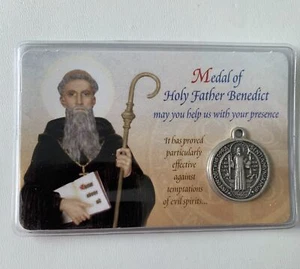 Medal of
Holy Father Benedict
may you help us with your presence
It has proved
particularly
effective
against
temptations
of evil spirits...